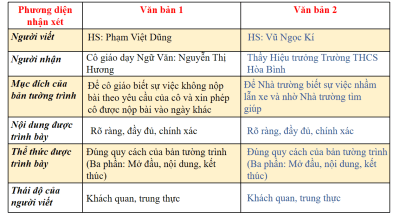 Phương diện nhận xét | Văn bản 1 | Văn bản 2
Người viết | HS: Phạm Việt Dũng | HS: Vũ Ngọc Kí
Người nhận | Cô giáo dạy Ngữ Văn: Nguyễn Thị Hương | Thầy Hiệu trưởng Trường THCS Hòa Bình
Mục đích của bản tường trình | Để cô giáo biết sự việc không nộp bài theo yêu cầu của cô và xin phép cô được nộp bài vào ngày khác | Để Nhà trường biết sự việc nhầm lẫn xe và nhờ Nhà trường tìm giúp
Nội dung được trình bày | Rõ ràng, đầy đủ, chính xác | Rõ ràng, đầy đủ, chính xác
Thể thức được trình bày | Đúng quy cách của bản tường trình (Ba phần: Mở đầu, nội dung, kết thúc) | Đúng quy cách của bản tường trình (Ba phần: Mở đầu, nội dung, kết thúc)
Thái độ của người viết | Khách quan, trung thực | Khách quan, trung thực